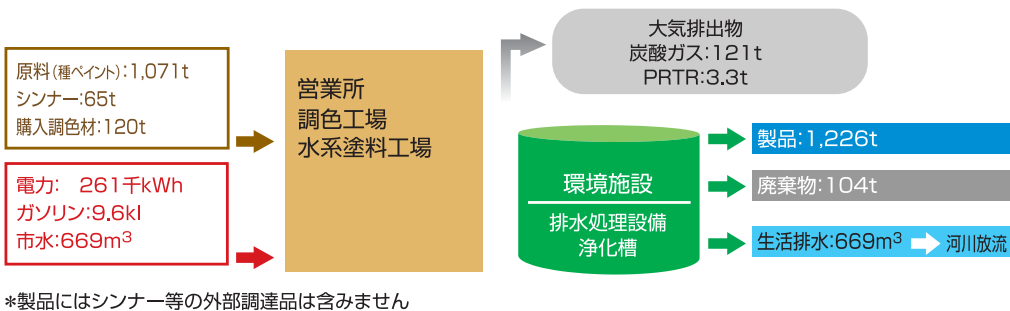 原料(種ペイント):1,071t
シンナー:65t
購入調色材:120t
電力: 261千kWh
ガソリン:9.6kl
市水:669m³
営業所
調色工場
水系塗料工場
大気排出物
炭酸ガス:121t
PRTR:3.3t
環境施設
排水処理設備
浄化槽
製品:1,226t
廃棄物:104t
生活排水:669m³ 河川放流
*製品にはシンナー等の外部調達品は含みません